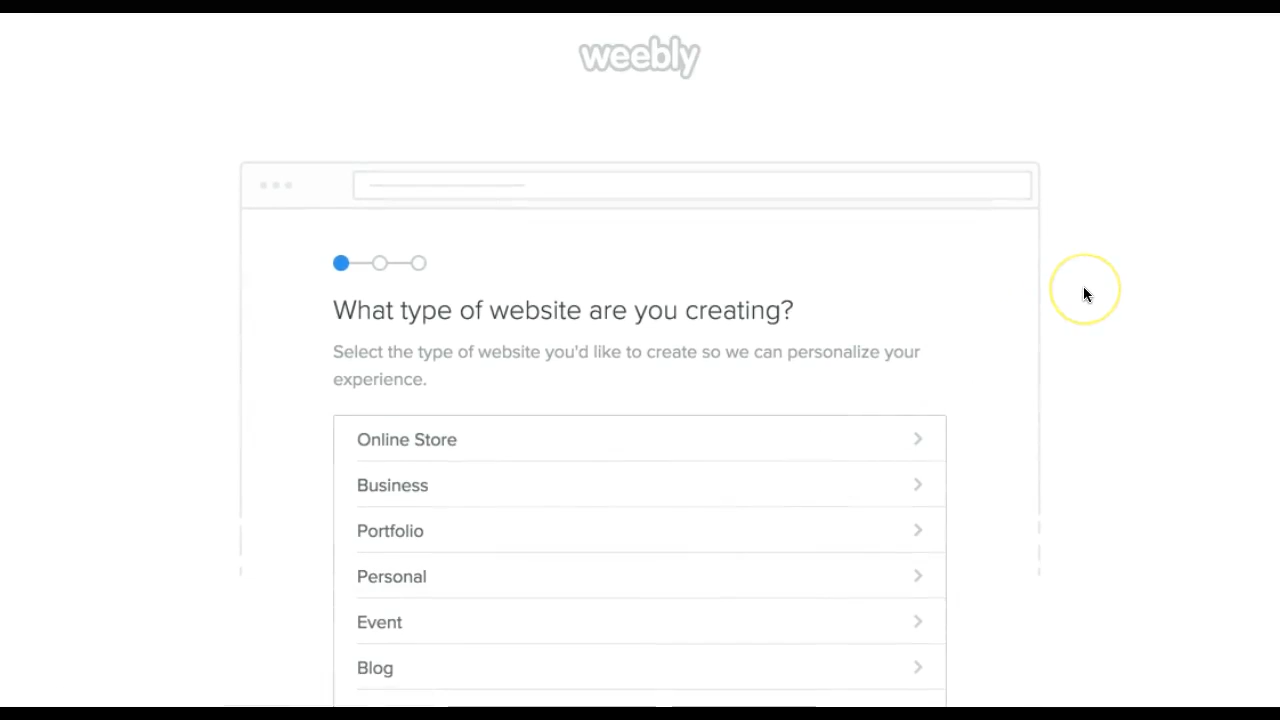 weebly
What type of website are you creating?
Select the type of website you'd like to create so we can personalize your
experience.
Online Store
Business
Portfolio
Personal
Event
Blog